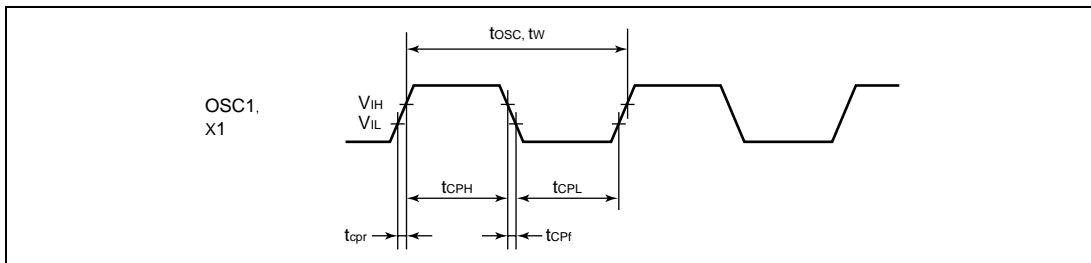 tOSC, tW
OSC1,
X1
VIH
VIL
tCPH
tCPL
tcpr
tCPf